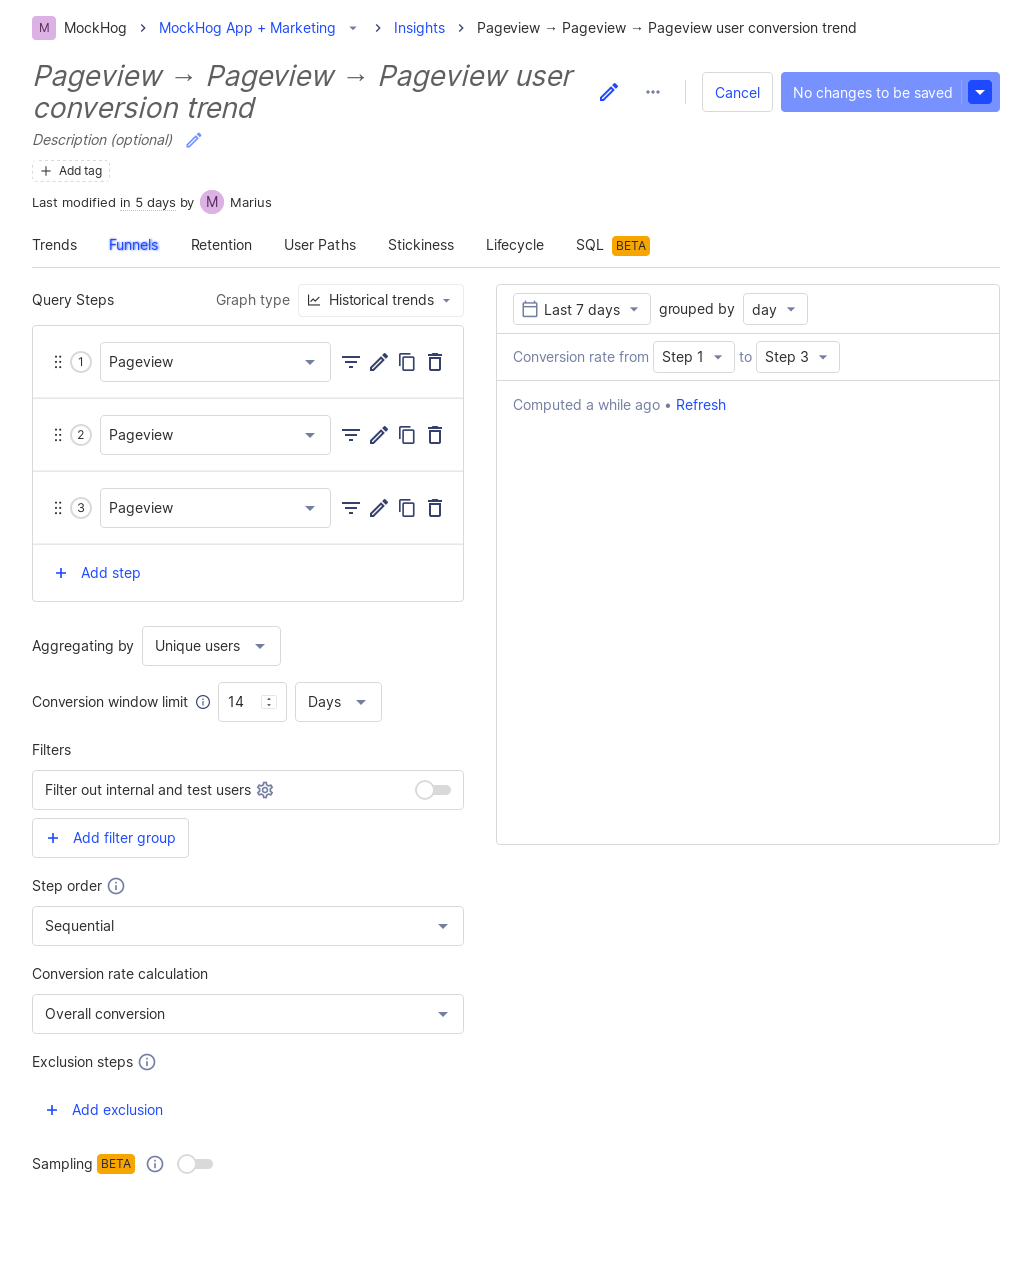 M MockHog > MockHog App + Marketing > Insights > Pageview → Pageview → Pageview user conversion trend
Pageview → Pageview → Pageview user
conversion trend
Cancel
No changes to be saved
Description (optional)
Add tag
Last modified in 5 days by M Marius
Trends Funnels Retention User Paths Stickiness Lifecycle SQL BETA
Query Steps
Graph type Historical trends
1 Pageview
2 Pageview
3 Pageview
+ Add step
Aggregating by Unique users
Conversion window limit 14 Days
Filters
Filter out internal and test users
+ Add filter group
Step order
Sequential
Conversion rate calculation
Overall conversion
Exclusion steps
+ Add exclusion
Sampling BETA
Last 7 days grouped by day
Conversion rate from Step 1 to Step 3
Computed a while ago • Refresh